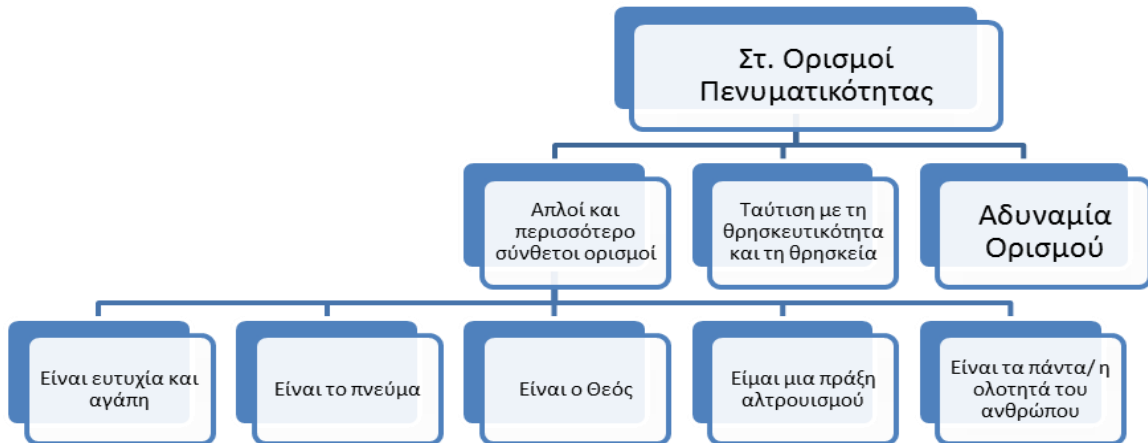 Στ. Ορισμοί
Πενυματικότητας
Απλοί και
περισσότερο
σύνθετοι ορισμοί
Ταύτιση με τη
θρησκευτικότητα
και τη θρησκεία
Αδυναμία
Ορισμού
Είναι ευτυχία και
αγάπη
Είναι το πνεύμα
Είναι ο Θεός
Είμαι μια πράξη
αλτρουισμού
Είναι τα πάντα/ η
ολοτητά του
ανθρώπου